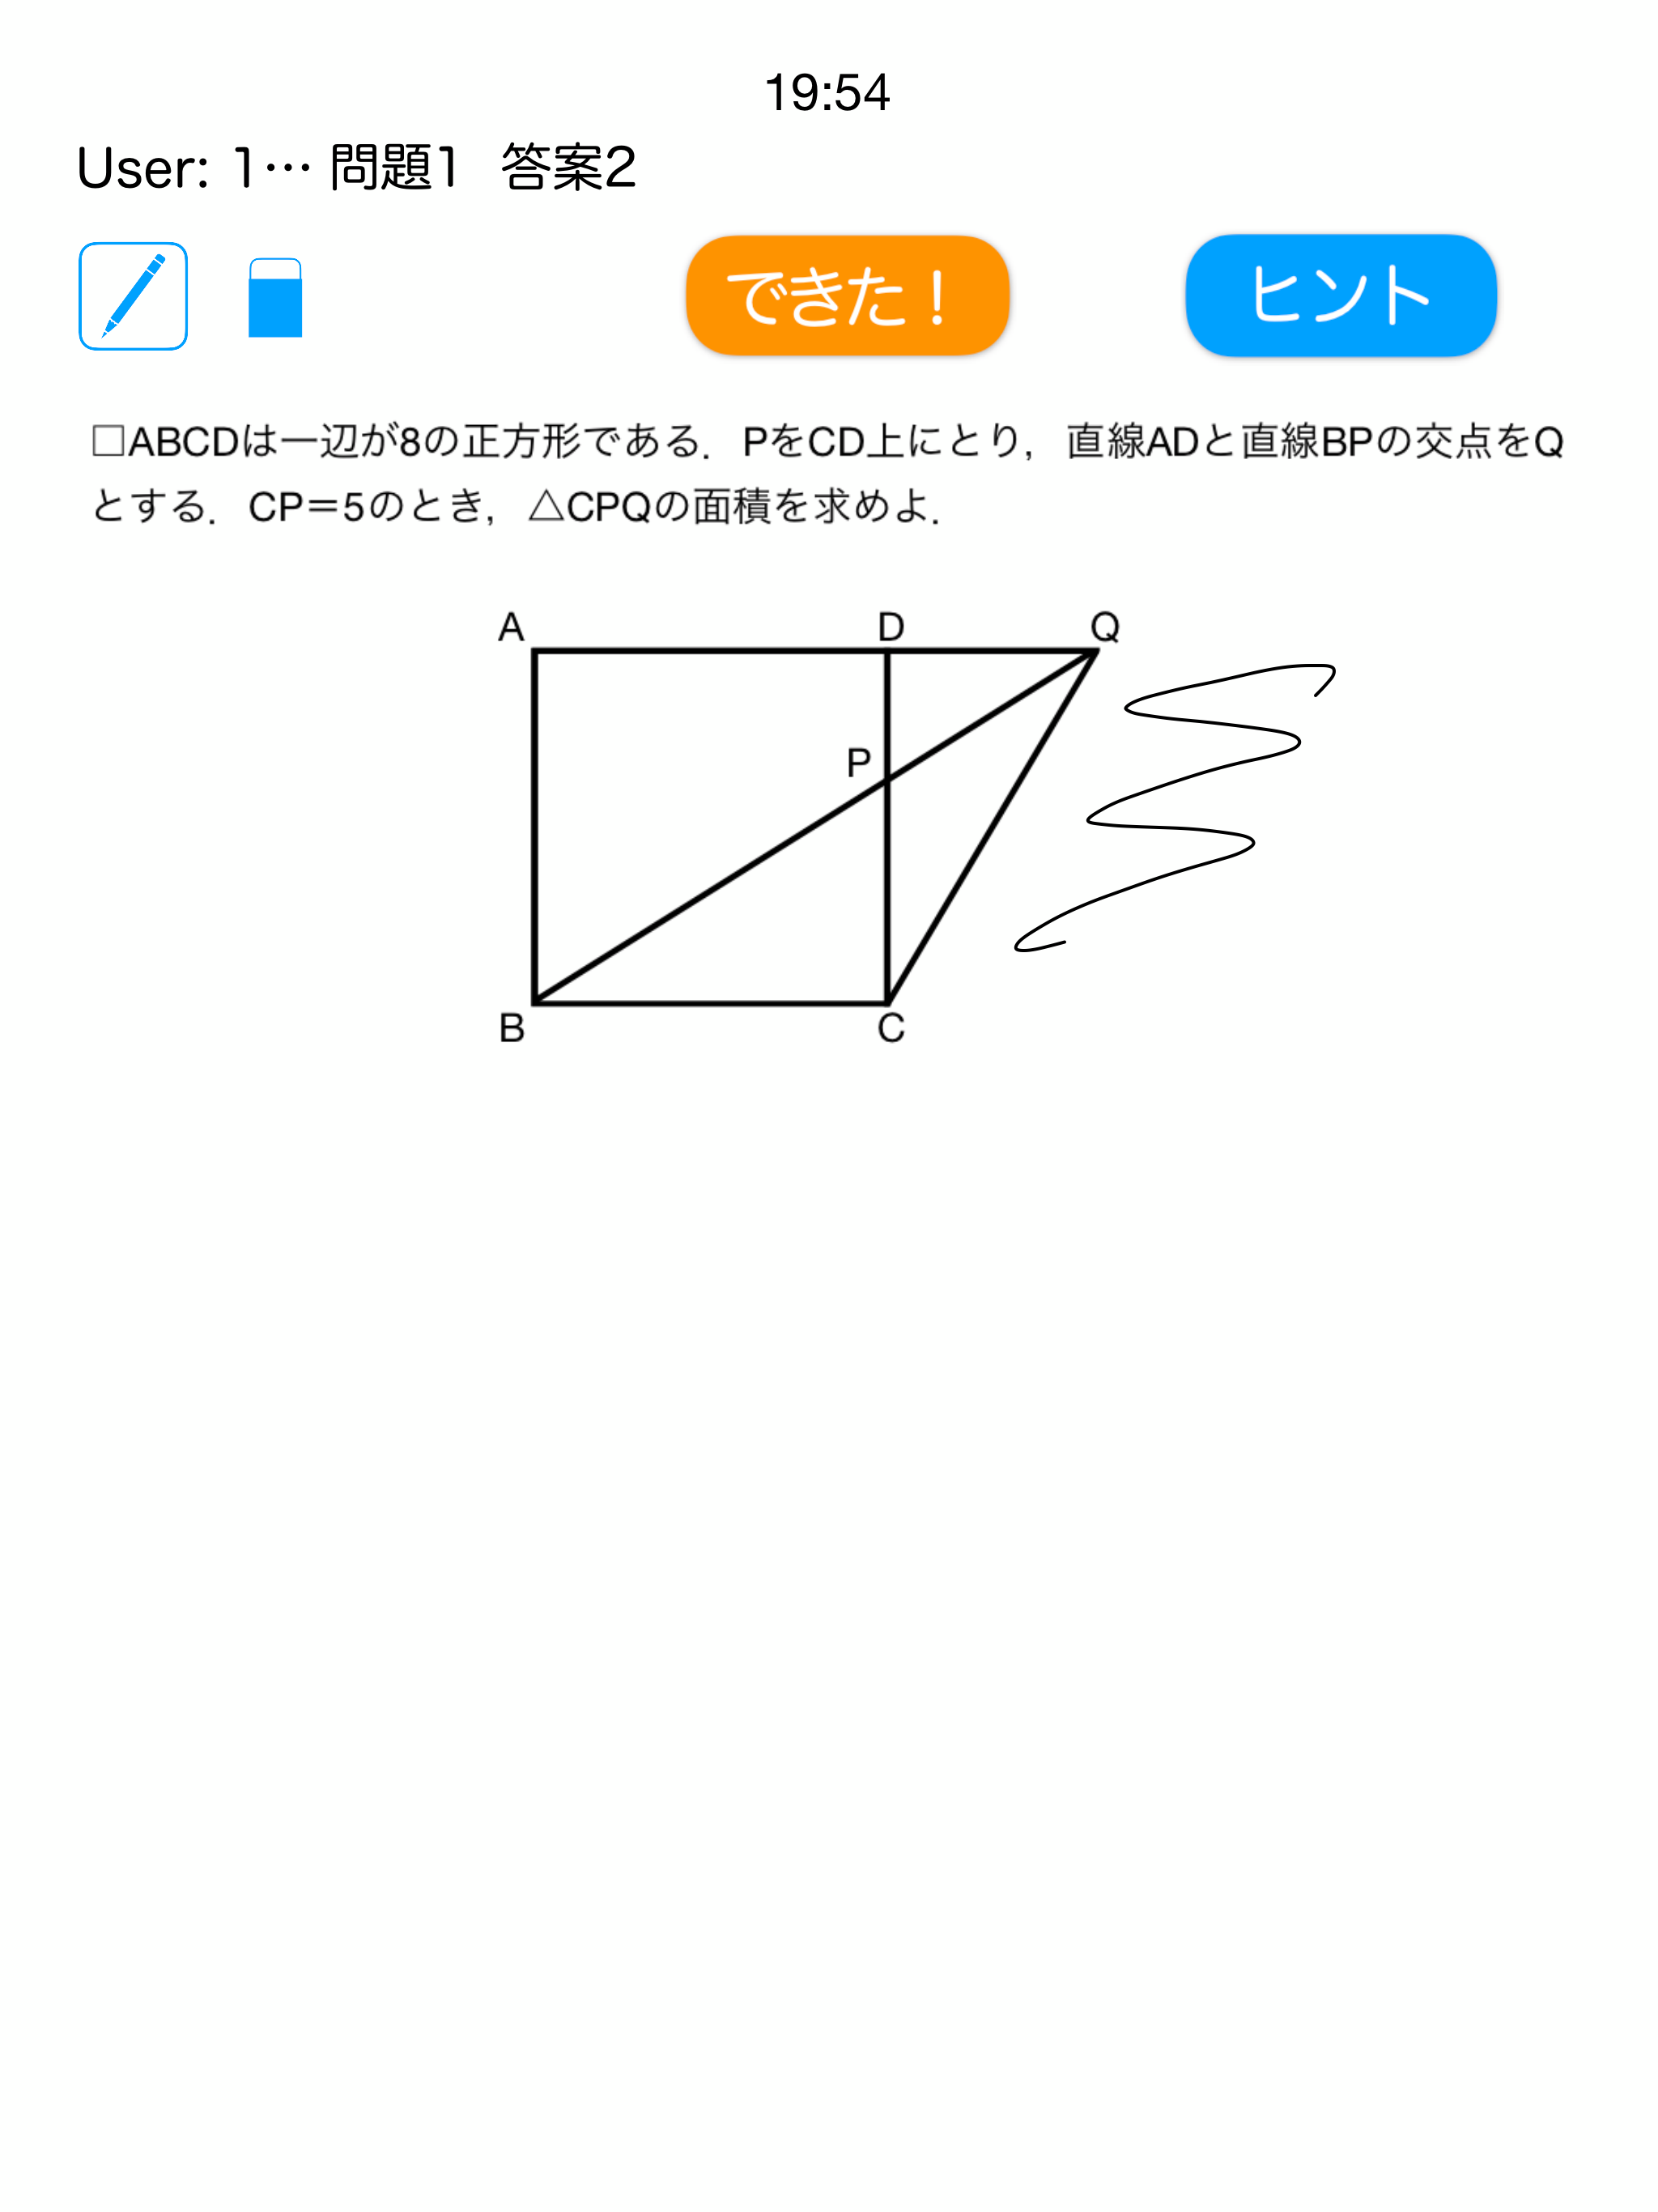 19:54
User: 1… 問題1 答案2
できた！
ヒント
□ABCDは一辺が8の正方形である．PをCD上にとり，直線ADと直線BPの交点をQ
とする．CP＝5のとき，△CPQの面積を求めよ．
A D Q
P
B C